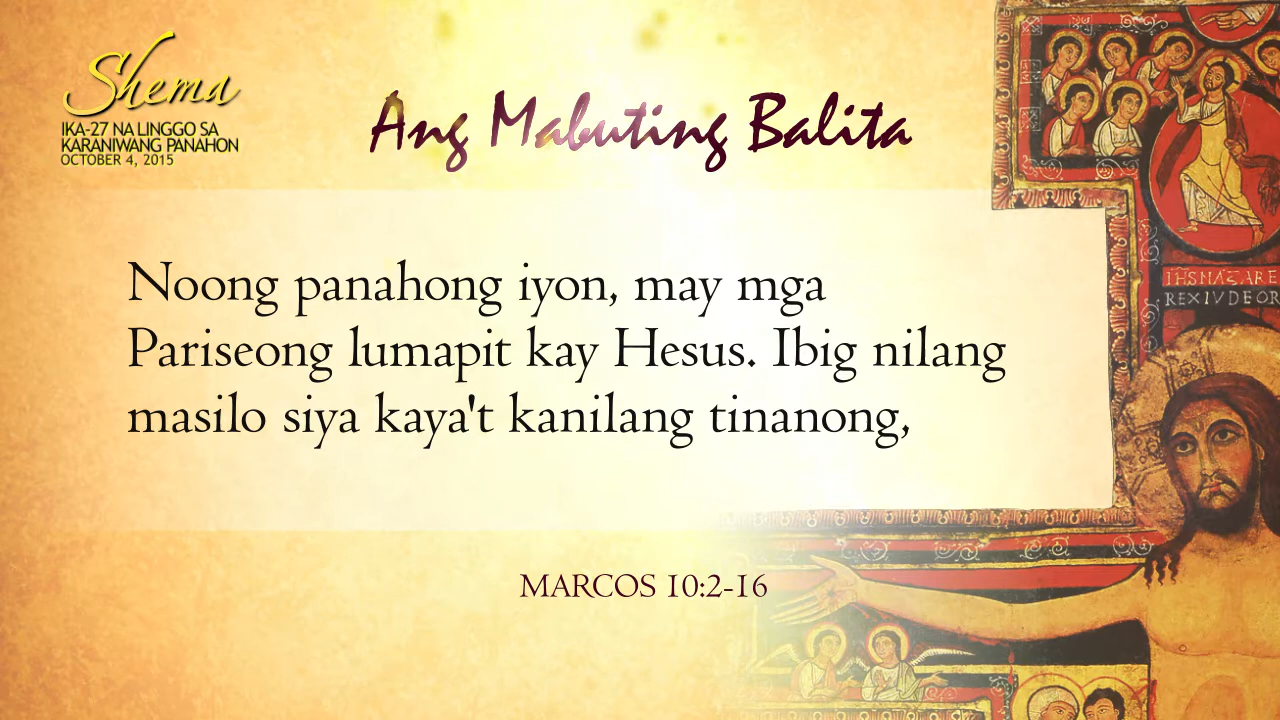 Shema
IKA-27 NA LINGGO SA
KARANIWANG PANAHON
OCTOBER 4, 2015
Ang Mabuting Balita
Noong panahong iyon, may mga
Pariseong lumapit kay Hesus. Ibig nilang
masilo siya kaya't kanilang tinanong,
MARCOS 10:2-16
IHS NAZARE
REX IVDEOR